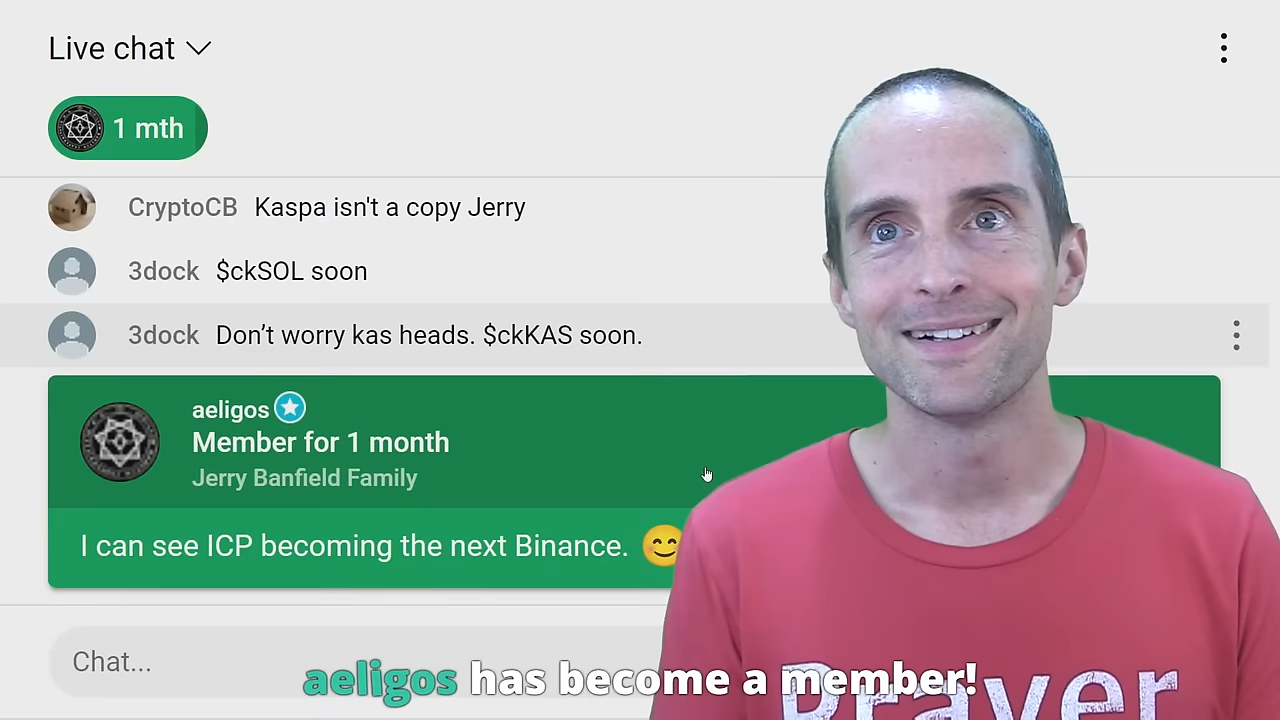 Live chat
1 mth
CryptoCB Kaspa isn't a copy Jerry
3dock $ckSOL soon
3dock Don’t worry kas heads. $ckKAS soon.
aeligos
Member for 1 month
Jerry Banfield Family
I can see ICP becoming the next Binance. 😊
Chat...
aeligos has become a member!
Prayer